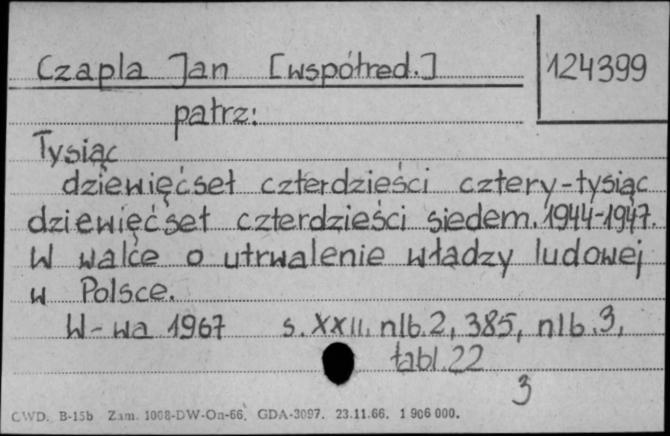 Czapla Jan [współred.]
124399
patrz:
Tysiąc
dziewięćset czterdzieści cztery-tysiąc
dziewięćset czterdzieści siedem. 1944-1947.
W walce o utrwalenie władzy ludowej
w Polsce.
W-wa 1967 s. XXII, nlb. 2, 385, nlb. 3,
tabl. 22
3
CWD. B-15b Zam. 1008-DW-Oa-66. GDA-3097. 23.11.66. 1 906 000.